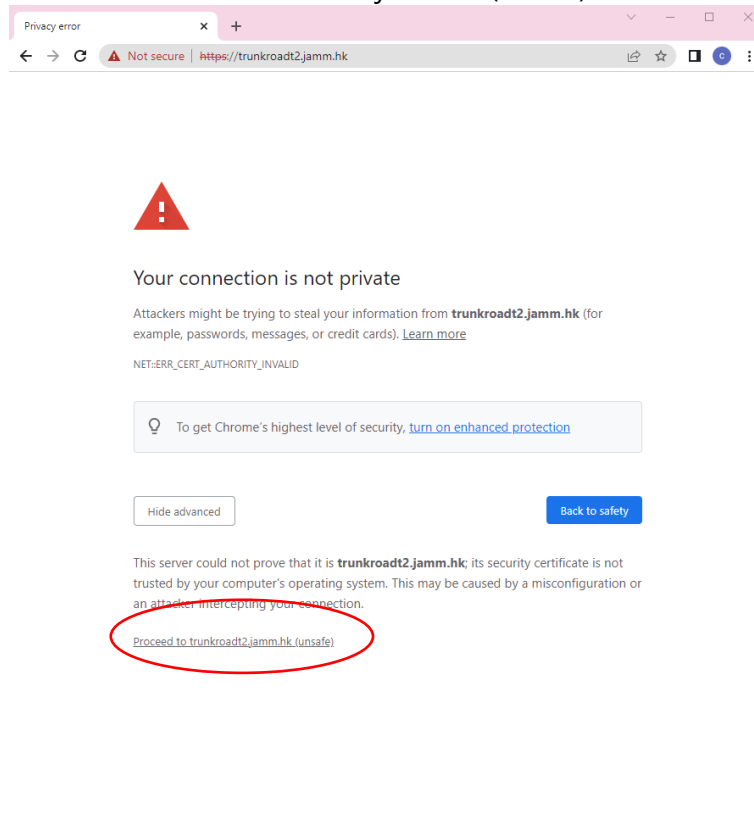 Privacy error
Not secure | https://trunkroadt2.jamm.hk
c
Your connection is not private
Attackers might be trying to steal your information from trunkroadt2.jamm.hk (for
example, passwords, messages, or credit cards). Learn more
NET::ERR_CERT_AUTHORITY_INVALID
To get Chrome's highest level of security, turn on enhanced protection
Hide advanced
Back to safety
This server could not prove that it is trunkroadt2.jamm.hk; its security certificate is not
trusted by your computer's operating system. This may be caused by a misconfiguration or
an attacker intercepting your connection.
Proceed to trunkroadt2.jamm.hk (unsafe)